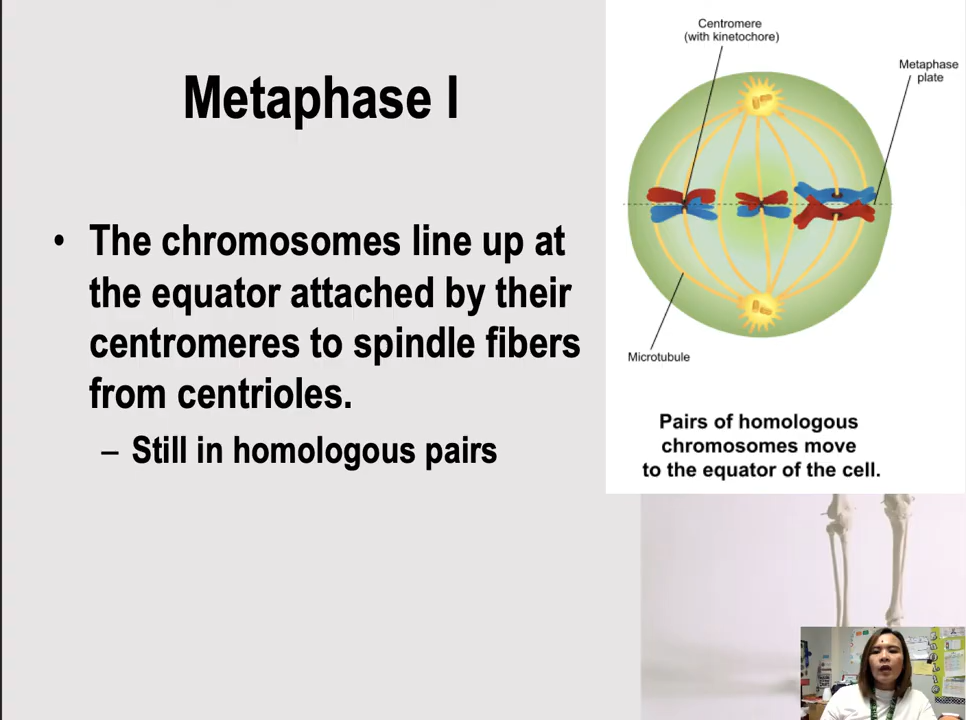 Metaphase I
• The chromosomes line up at
the equator attached by their
centromeres to spindle fibers
from centrioles.
– Still in homologous pairs
Centromere
(with kinetochore)
Metaphase
plate
Microtubule
Pairs of homologous
chromosomes move
to the equator of the cell.